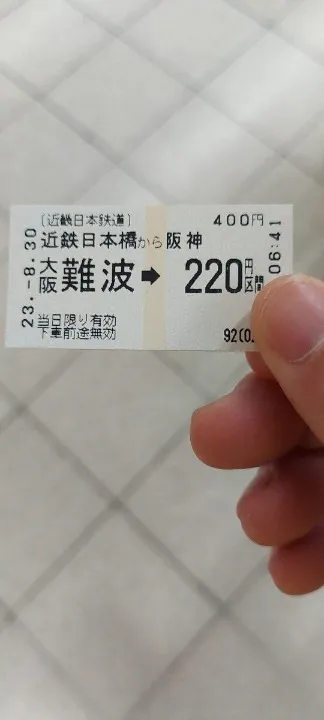 [近畿日本鉄道] 400円
近鉄日本橋から阪神
大阪難波➡220円区間
当日限り有効
下車前途無効 92(0.
23.-8.30
06:41